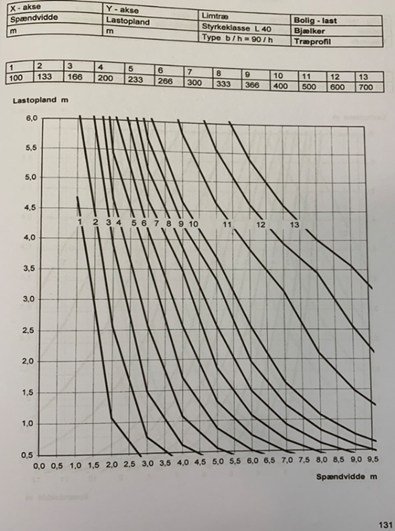 X - akse Y - akse Limtræ Bolig - last
Spændvidde Lastopland Styrkeklasse L 40 Bjælker
m m Type b / h = 90 / h Træprofil
1 2 3 4 5 6 7 8 9 10 11 12 13
100 133 166 200 233 266 300 333 366 400 500 600 700
Lastopland m
6,0
5,5
5,0
4,5
1 2 3 4 5 6 7 8 9 10 11 12 13
4,0
3,5
3,0
2,5
2,0
1,5
1,0
0,5
0,0 0,5 1,0 1,5 2,0 2,5 3,0 3,5 4,0 4,5 5,0 5,5 6,0 6,5 7,0 7,5 8,0 8,5 9,0 9,5
Spændvidde m
131